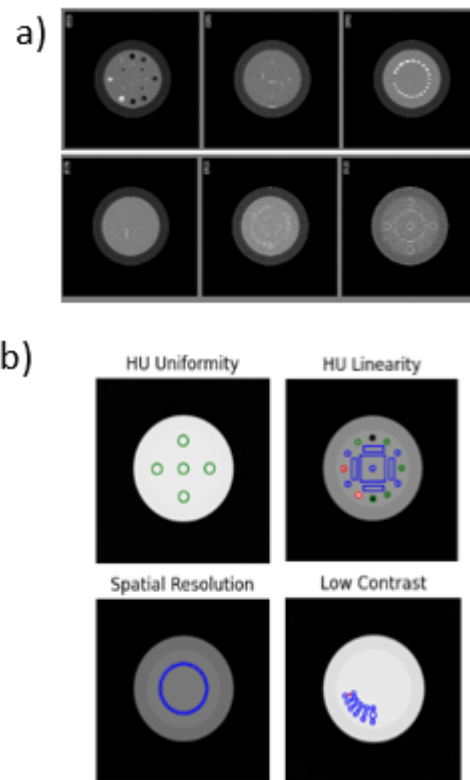 a)
b)
HU Uniformity
HU Linearity
Spatial Resolution
Low Contrast